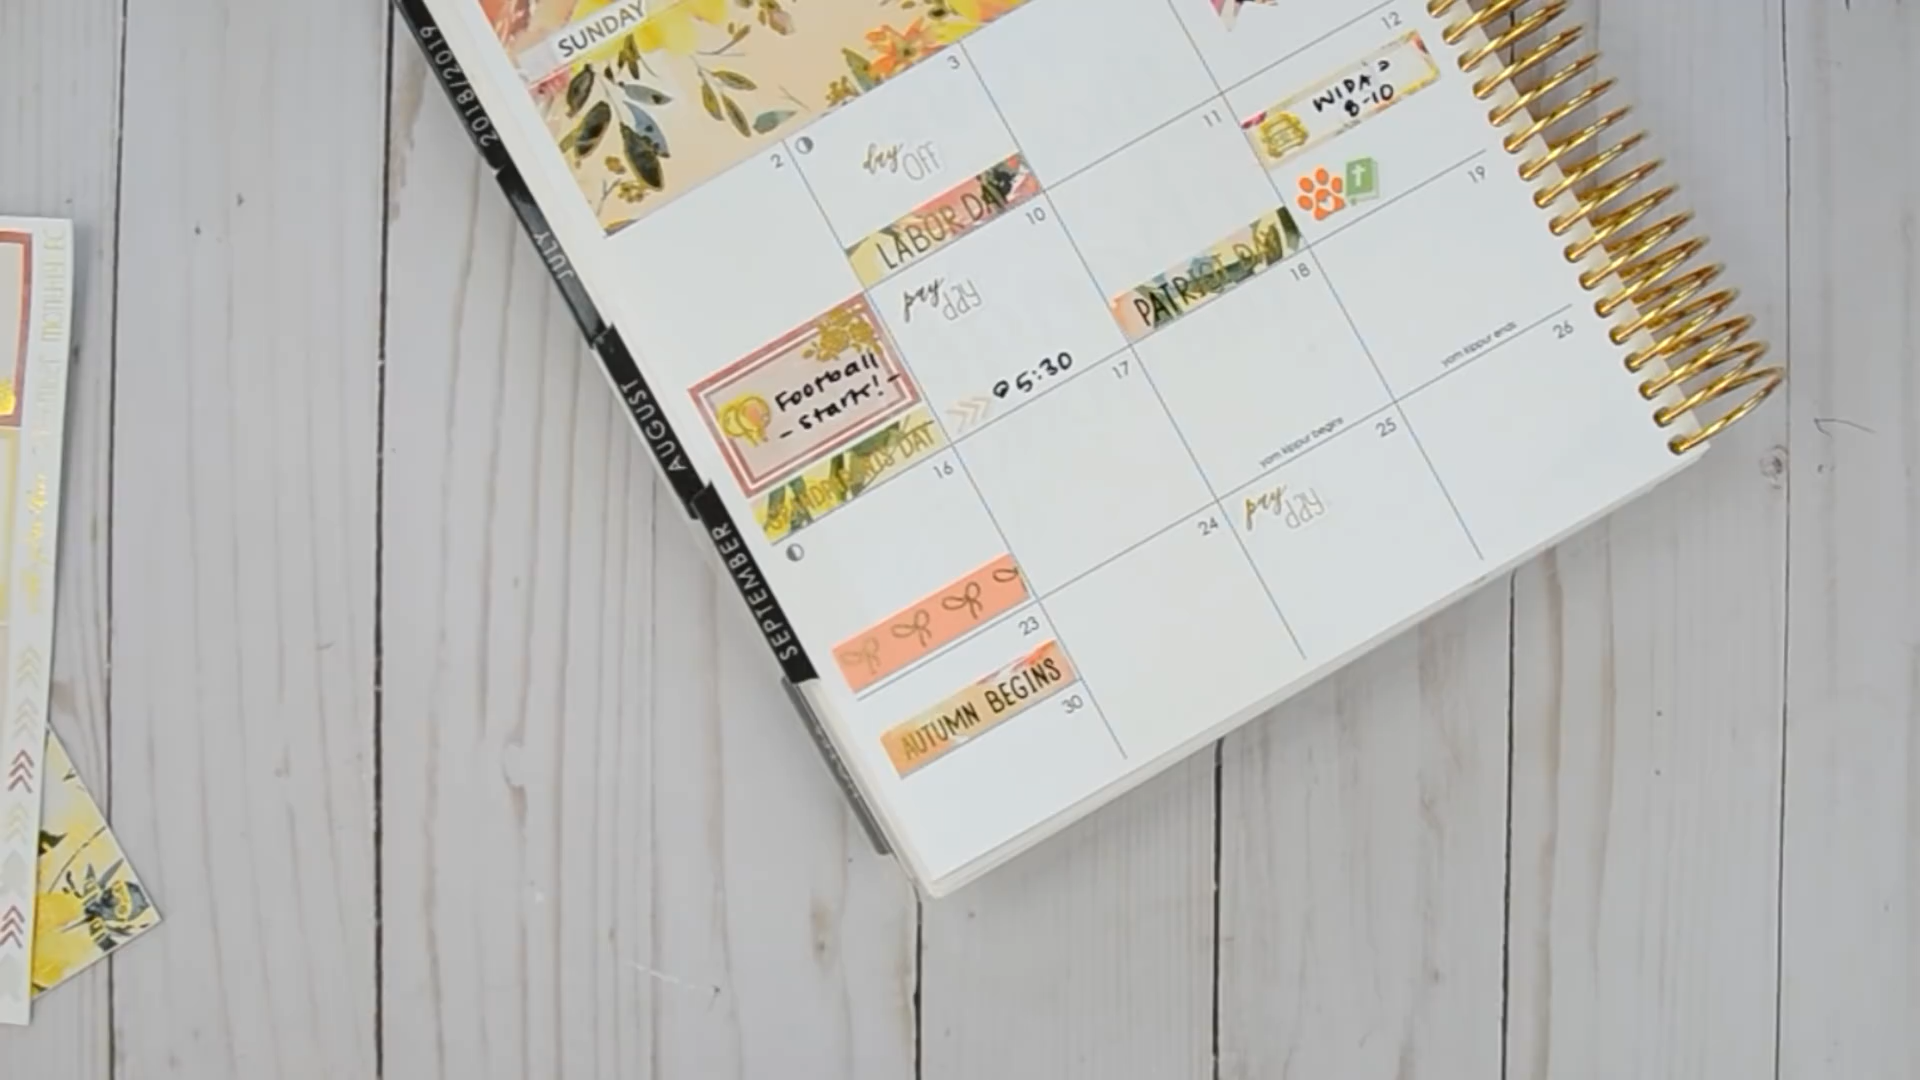 2018/2019
JULY
AUGUST
SEPTEMBER
SUNDAY
2
3
day OFF
LABOR DAY
12
WIDA'S
8-10
Football
- starts! -
10
pay day
5:30
11
PATRIOT DAY
16
17
18
yom kippur begins
19
yom kippur ends
23
AUTUMN BEGINS
24
25
pay day
26
30